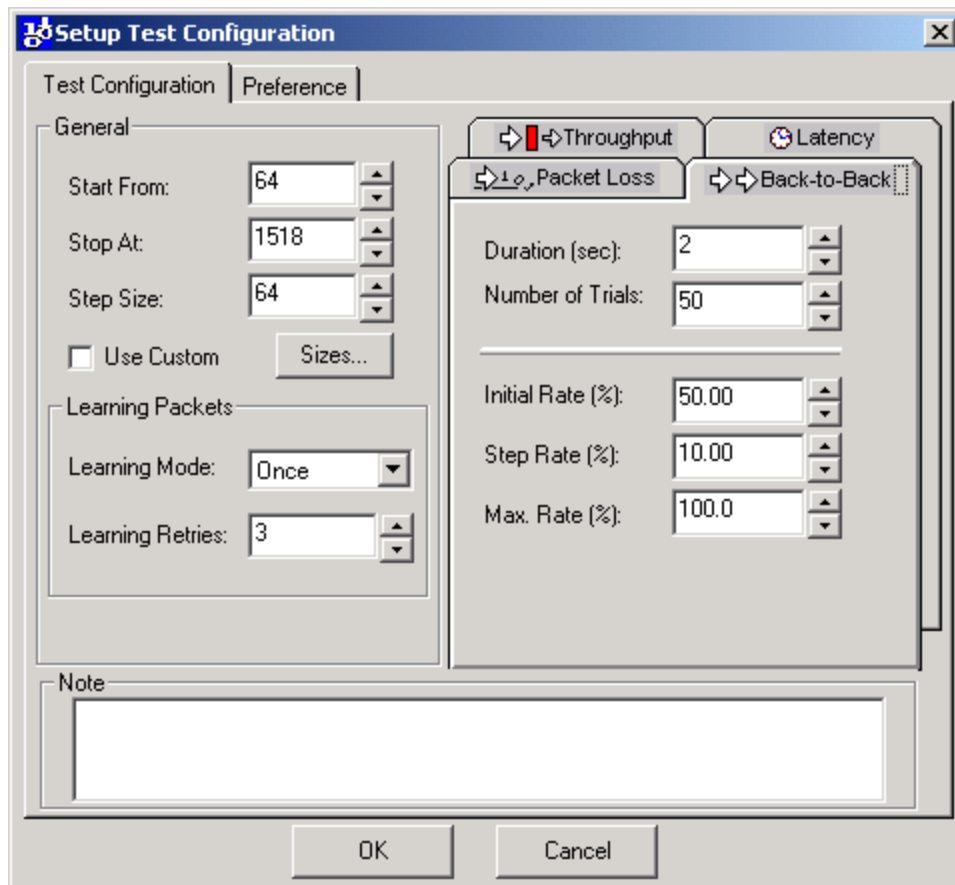 Setup Test Configuration
Test Configuration
Preference
General
Start From:
64
Stop At:
1518
Step Size:
64
Use Custom
Sizes...
Learning Packets
Learning Mode:
Once
Learning Retries:
3
Throughput
Latency
Packet Loss
Back-to-Back
Duration (sec):
2
Number of Trials:
50
Initial Rate (%):
50.00
Step Rate (%):
10.00
Max. Rate (%):
100.0
Note
OK
Cancel